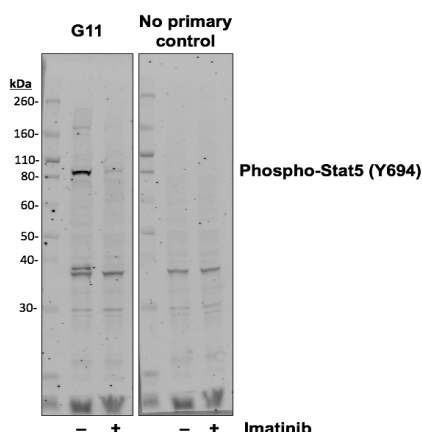 G11
No primary
control
kDa
260-
160-
110-
80-
60-
50-
40-
30-
Phospho-Stat5 (Y694)
– + – + Imatinib